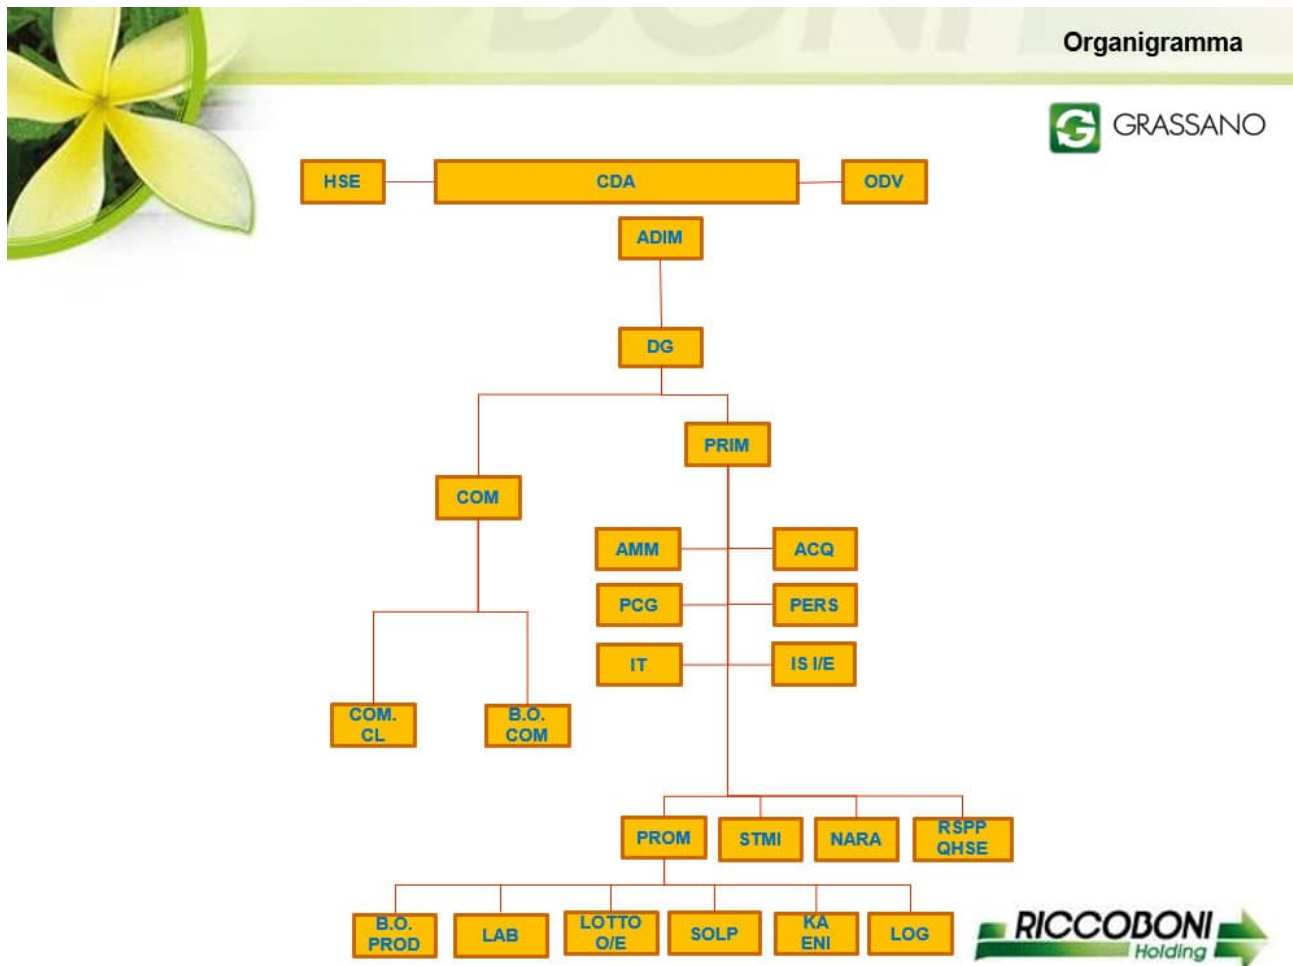 Organigramma
GRASSANO
HSE
CDA
ODV
ADIM
DG
PRIM
COM
AMM
ACQ
PCG
PERS
IT
IS I/E
COM.
CL
B.O.
COM
PROM
STMI
NARA
RSPP
QHSE
B.O.
PROD
LAB
LOTTO
O/E
SOLP
KA
ENI
LOG
RICCOBONI
Holding